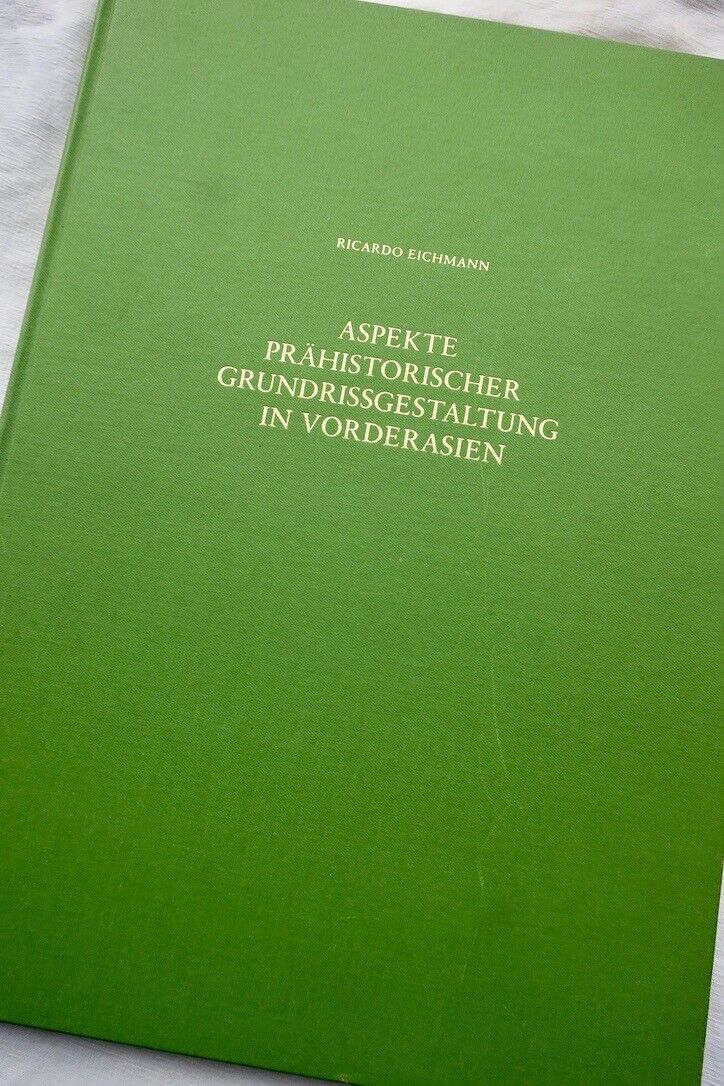 RICARDO EICHMANN
ASPEKTE
PRÄHISTORISCHER
GRUNDRISSGESTALTUNG
IN VORDERASIEN